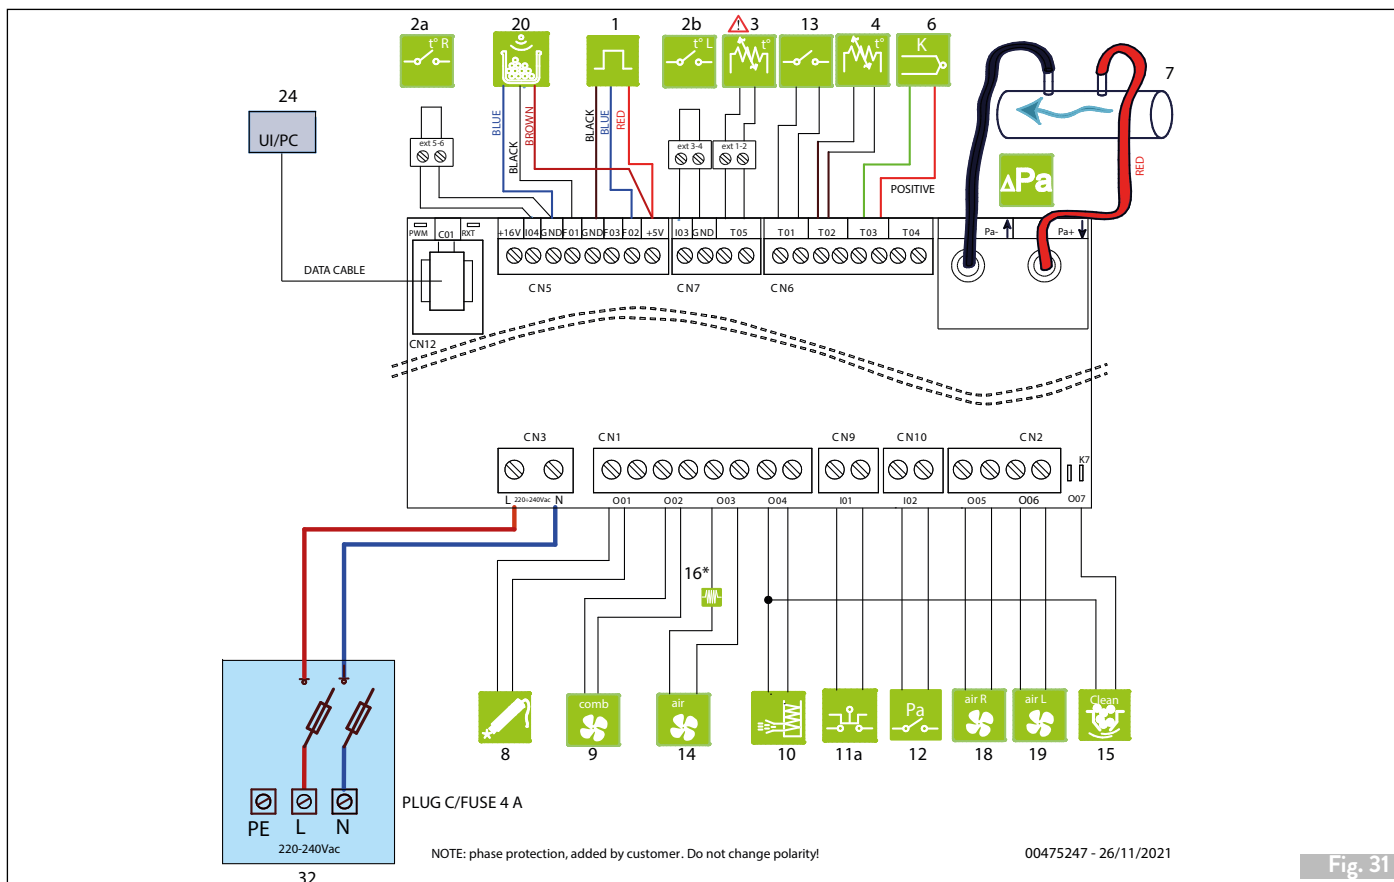 2a 20 1 2b 3 13 4 6 7
t° R t° L t° t° K
24
UI/PC
BLUE BLACK BROWN BLACK BLUE RED
ext 5-6 ext 3-4 ext 1-2
POSITIVE
RED
ΔPa
DATA CABLE
PWM C01 RXT
+16V I04 GND F01 GND F03 F02 +5V I03 GND T05 T01 T02 T03 T04 Pa- Pa+
CN5 CN7 CN6
CN12
CN3 CN1 CN9 CN10 CN2
K7
L 220÷240Vac N O01 O02 O03 O04 I01 I02 O05 O06 O07
16*
comb air Pa air R air L Clean
8 9 14 10 11a 12 18 19 15
PLUG C/FUSE 4 A
PE L N
220-240Vac
32
NOTE: phase protection, added by customer. Do not change polarity!
00475247 - 26/11/2021
Fig. 31